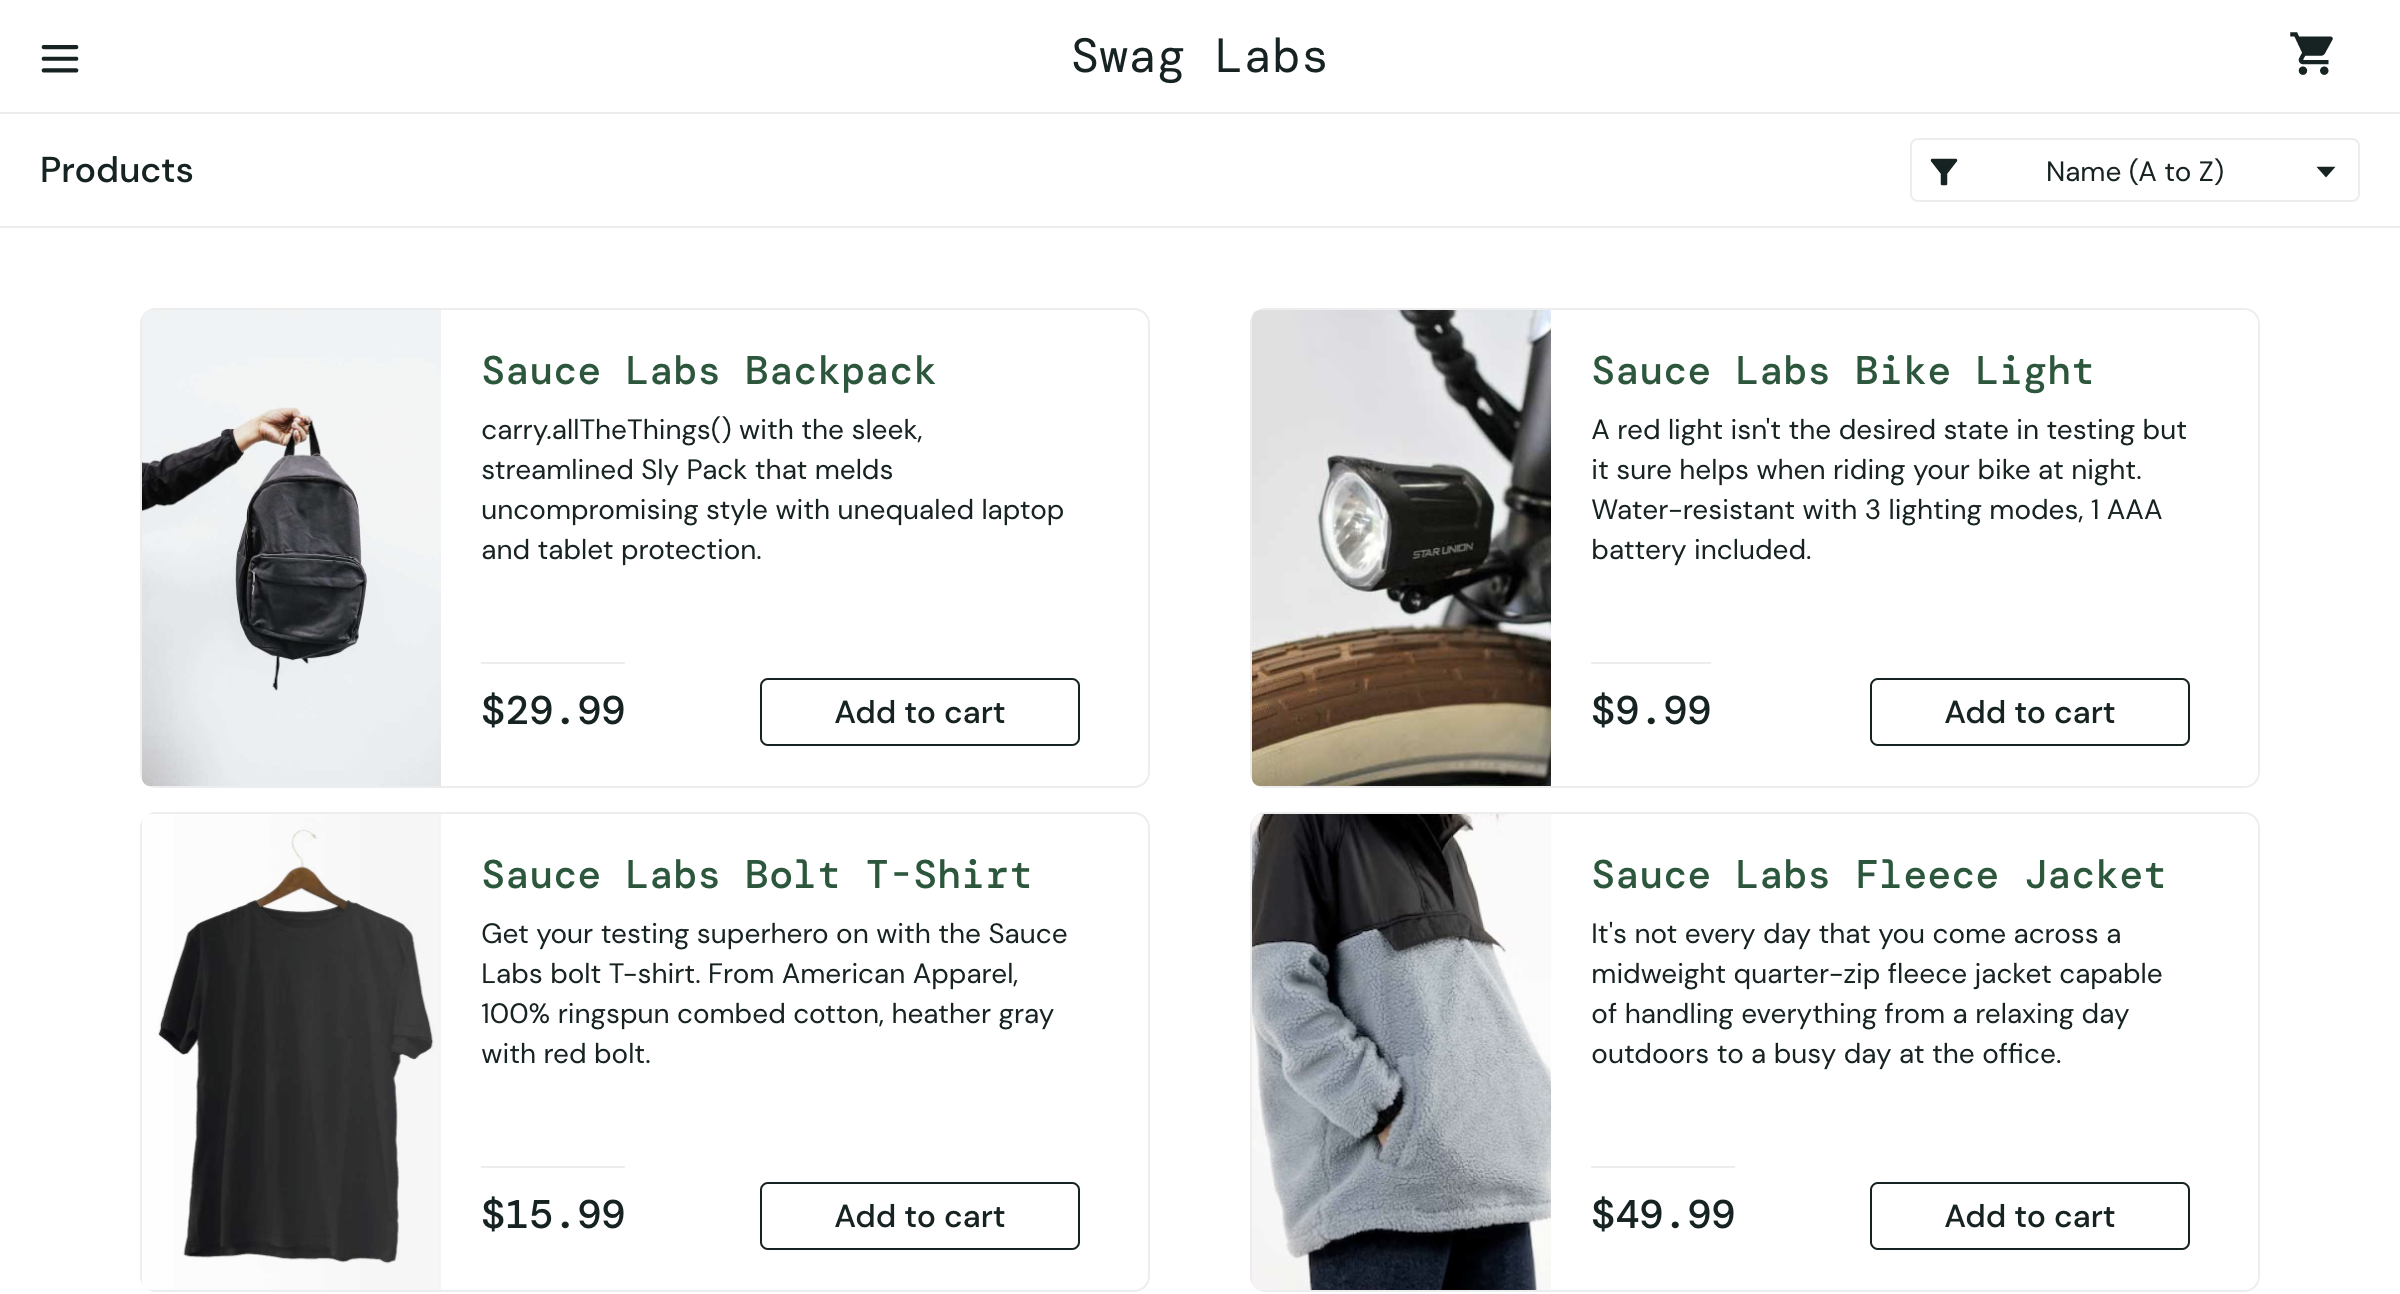 Swag Labs
Products
Name (A to Z)
Sauce Labs Backpack
carry.allTheThings() with the sleek,
streamlined Sly Pack that melds
uncompromising style with unequaled laptop
and tablet protection.
$29.99
Add to cart
STAR UNION
Sauce Labs Bike Light
A red light isn't the desired state in testing but
it sure helps when riding your bike at night.
Water-resistant with 3 lighting modes, 1 AAA
battery included.
$9.99
Add to cart
Sauce Labs Bolt T-Shirt
Get your testing superhero on with the Sauce
Labs bolt T-shirt. From American Apparel,
100% ringspun combed cotton, heather gray
with red bolt.
$15.99
Add to cart
Sauce Labs Fleece Jacket
It's not every day that you come across a
midweight quarter-zip fleece jacket capable
of handling everything from a relaxing day
outdoors to a busy day at the office.
$49.99
Add to cart